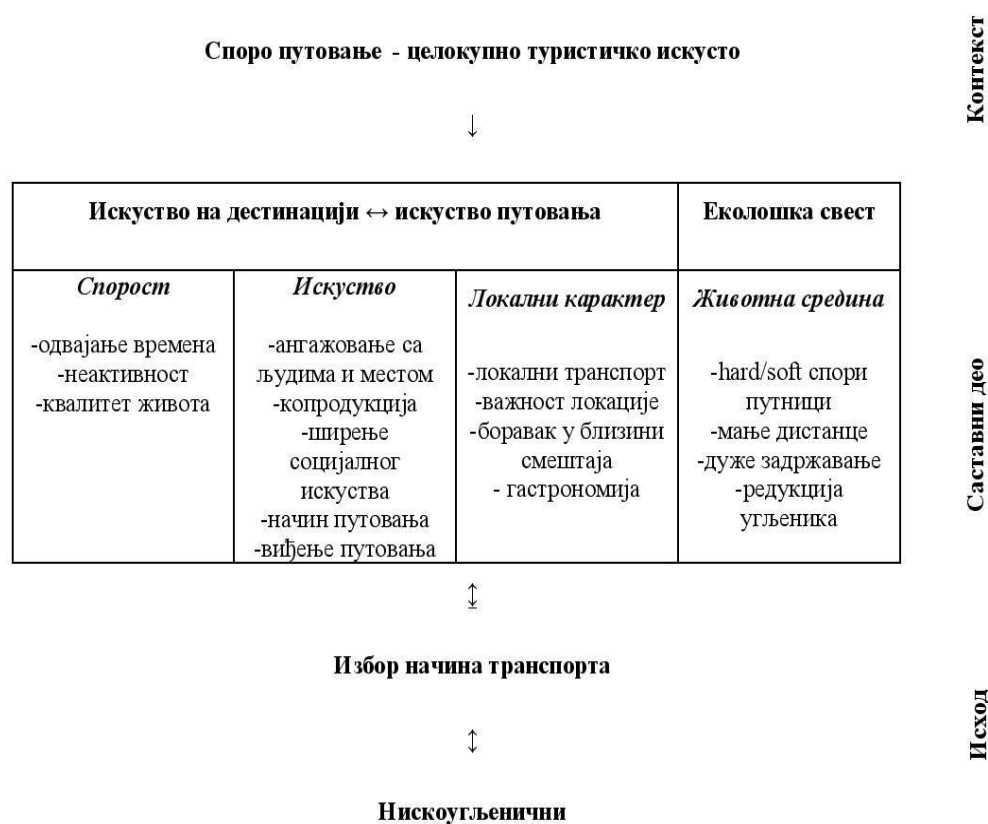 Споро путовање - целокупно туристичко искусто
Контекст
↓
Искуство на дестинацији ↔ искуство путовања
Еколошка свест
Спорост
-одвајање времена
-неактивност
-квалитет живота
Искуство
-ангажовање са
људима и местом
-копродукција
-ширење
социјалног
искуства
-начин путовања
-виђење путовања
Локални карактер
-локални транспорт
-важност локације
-боравак у близини
смештаја
- гастрономија
Животна средина
-hard/soft спори
путници
-мање дистанце
-дуже задржавање
-редукција
угљеника
Саставни део
↕
Избор начина транспорта
↕
Исход
Нискоугљенични